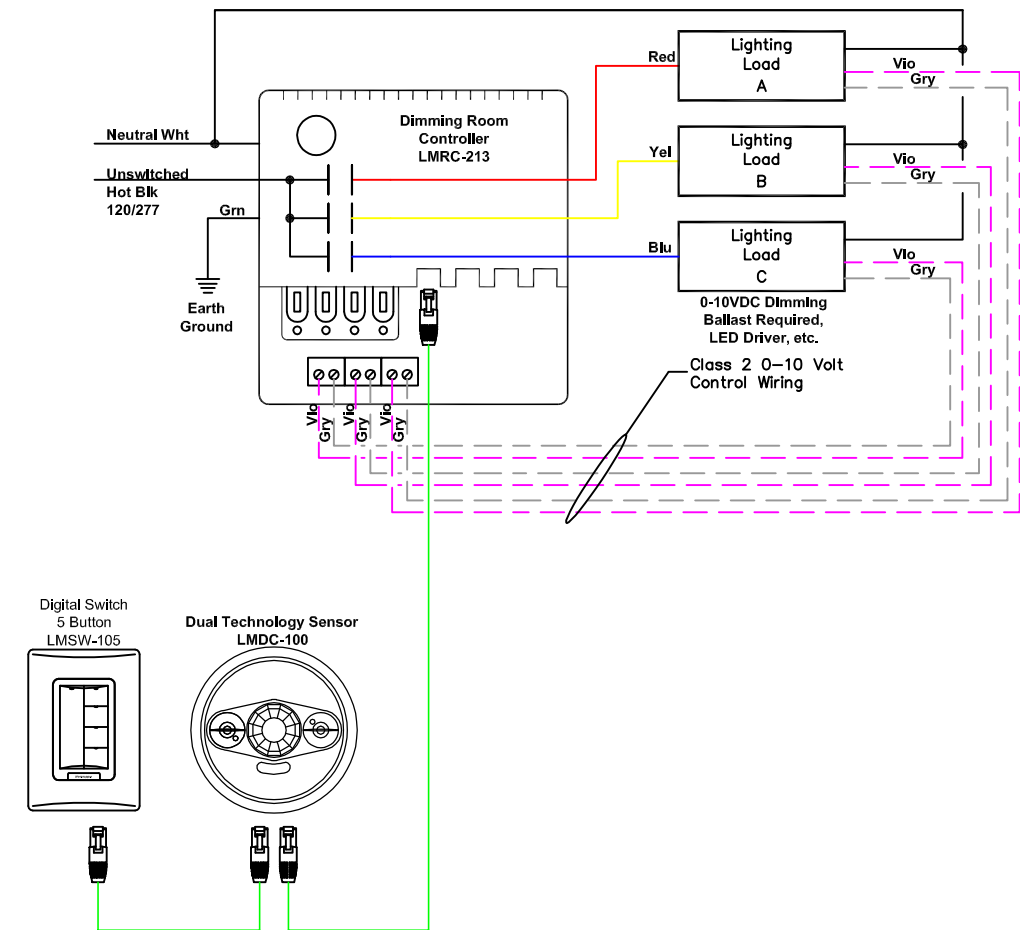 Lighting
Load
A
Red
Vio
Gry
Dimming Room
Controller
LMRC-213
Neutral Wht
Yel
Lighting
Load
B
Vio
Gry
Unswitched
Hot Blk
120/277
Grn
Blu
Lighting
Load
C
Vio
Gry
Earth
Ground
0-10VDC Dimming
Ballast Required,
LED Driver, etc.
Class 2 0-10 Volt
Control Wiring
Vio
Gry
Vio
Gry
Vio
Gry
Digital Switch
5 Button
LMSW-105
Dual Technology Sensor
LMDC-100